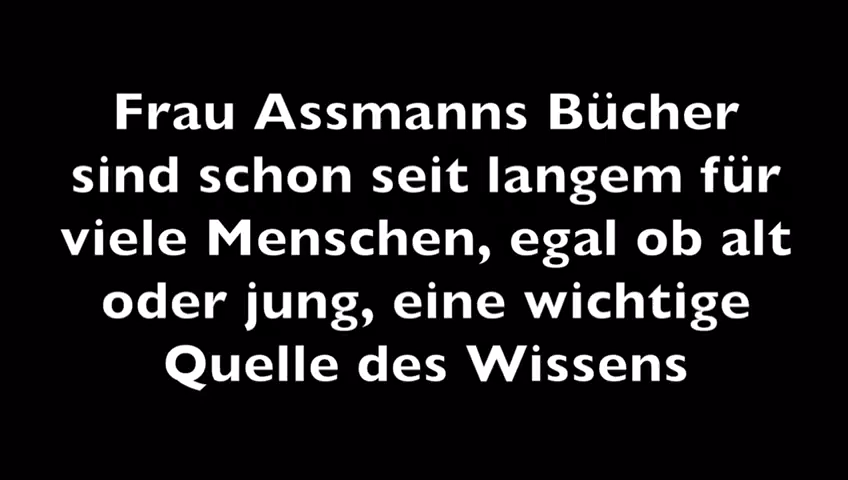 Frau Assmanns Bücher
sind schon seit langem für
viele Menschen, egal ob alt
oder jung, eine wichtige
Quelle des Wissens